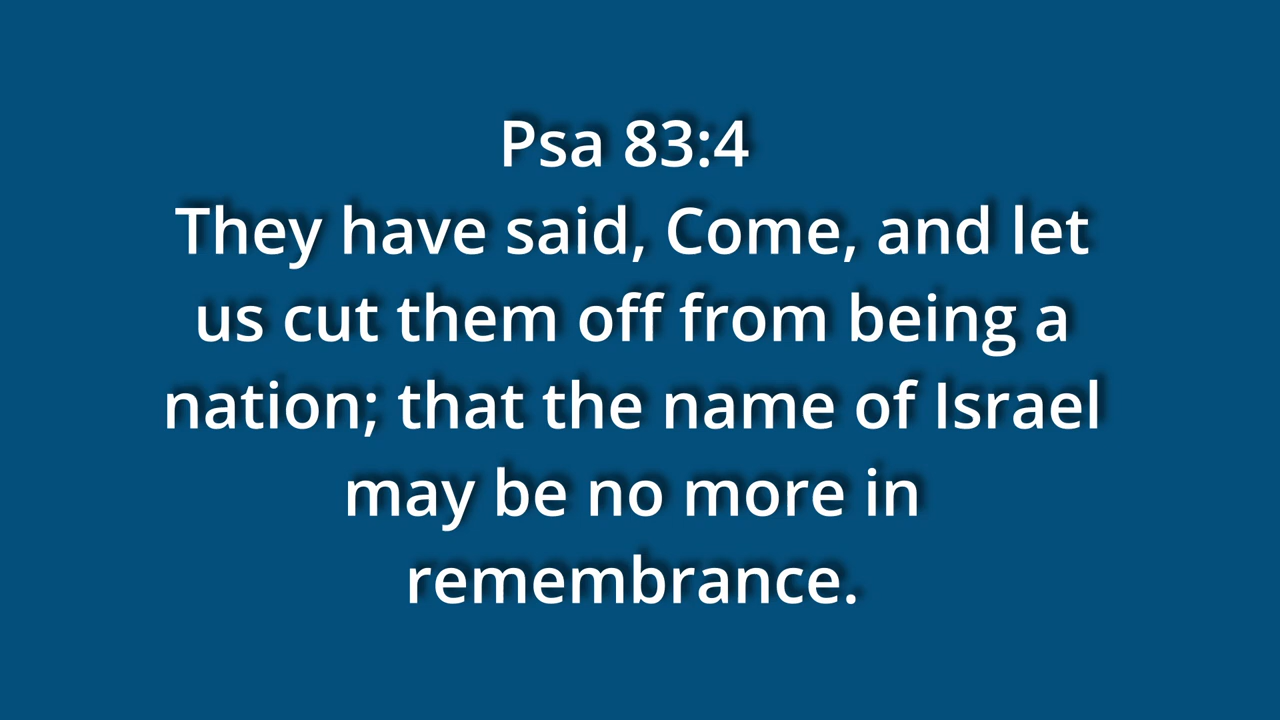 Psa 83:4
They have said, Come, and let
us cut them off from being a
nation; that the name of Israel
may be no more in
remembrance.